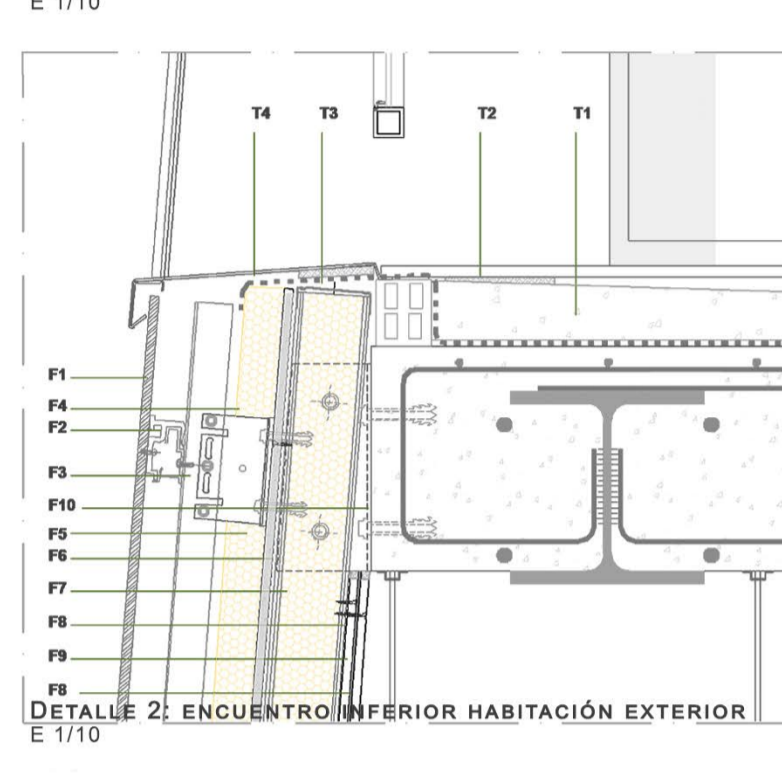 E 1/10
T4 T3 T2 T1
F1
F4
F2
F3
F10
F5
F6
F7
F8
F9
F8
DETALLE 2: ENCUENTRO INFERIOR HABITACIÓN EXTERIOR
E 1/10